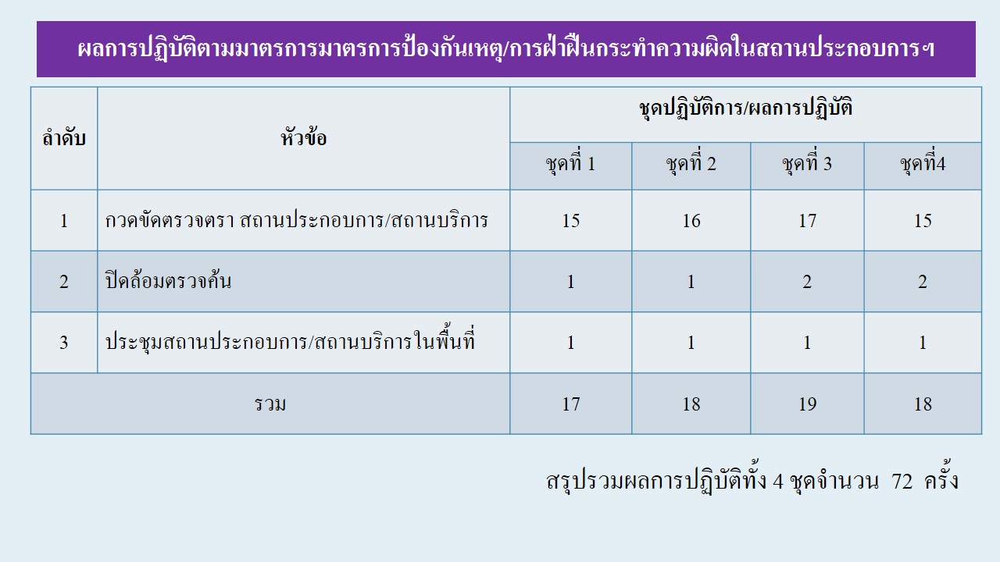 ผลการปฏิบัติตามมาตรการมาตรการป้องกันเหตุ/การฝ่าฝืนกระทำความผิดในสถานประกอบการฯ
ลำดับ หัวข้อ ชุดปฏิบัติการ/ผลการปฏิบัติ
ชุดที่ 1 ชุดที่ 2 ชุดที่ 3 ชุดที่4
1 กวดขัดตรวจตรา สถานประกอบการ/สถานบริการ 15 16 17 15
2 ปิดล้อมตรวจค้น 1 1 2 2
3 ประชุมสถานประกอบการ/สถานบริการในพื้นที่ 1 1 1 1
รวม 17 18 19 18
สรุปรวมผลการปฏิบัติทั้ง 4 ชุดจำนวน 72 ครั้ง